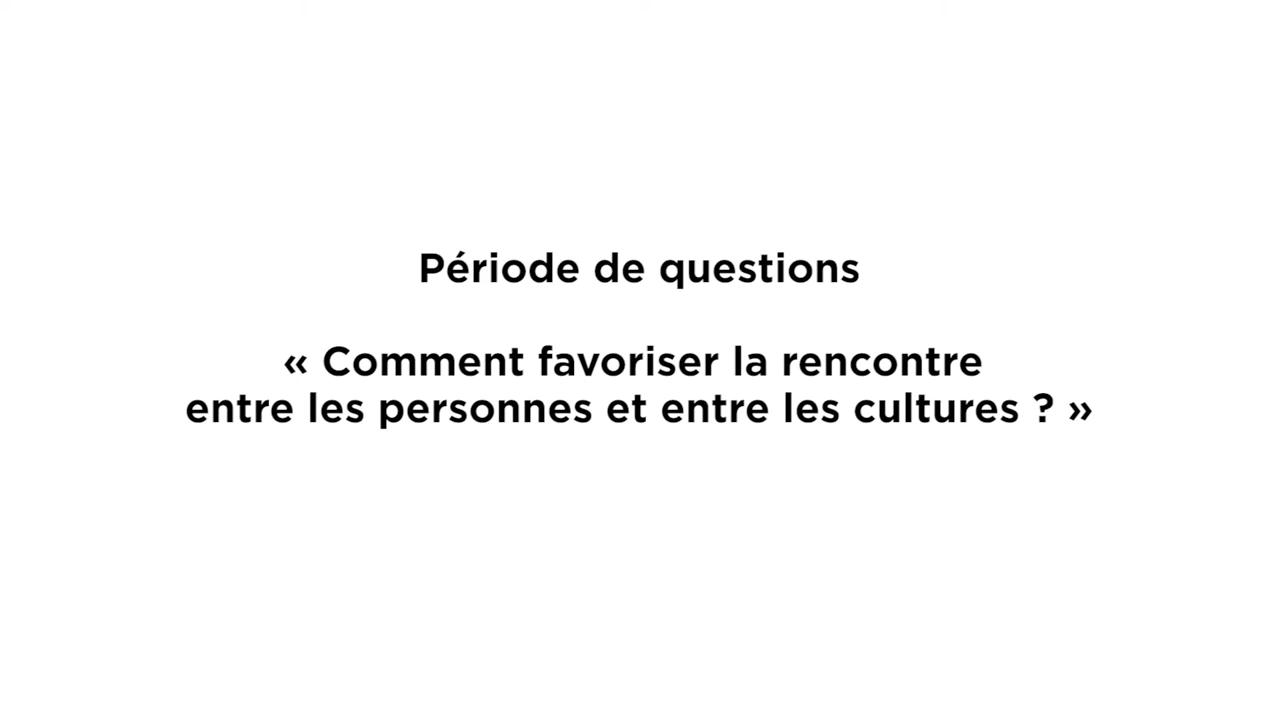 Période de questions
« Comment favoriser la rencontre
entre les personnes et entre les cultures ? »